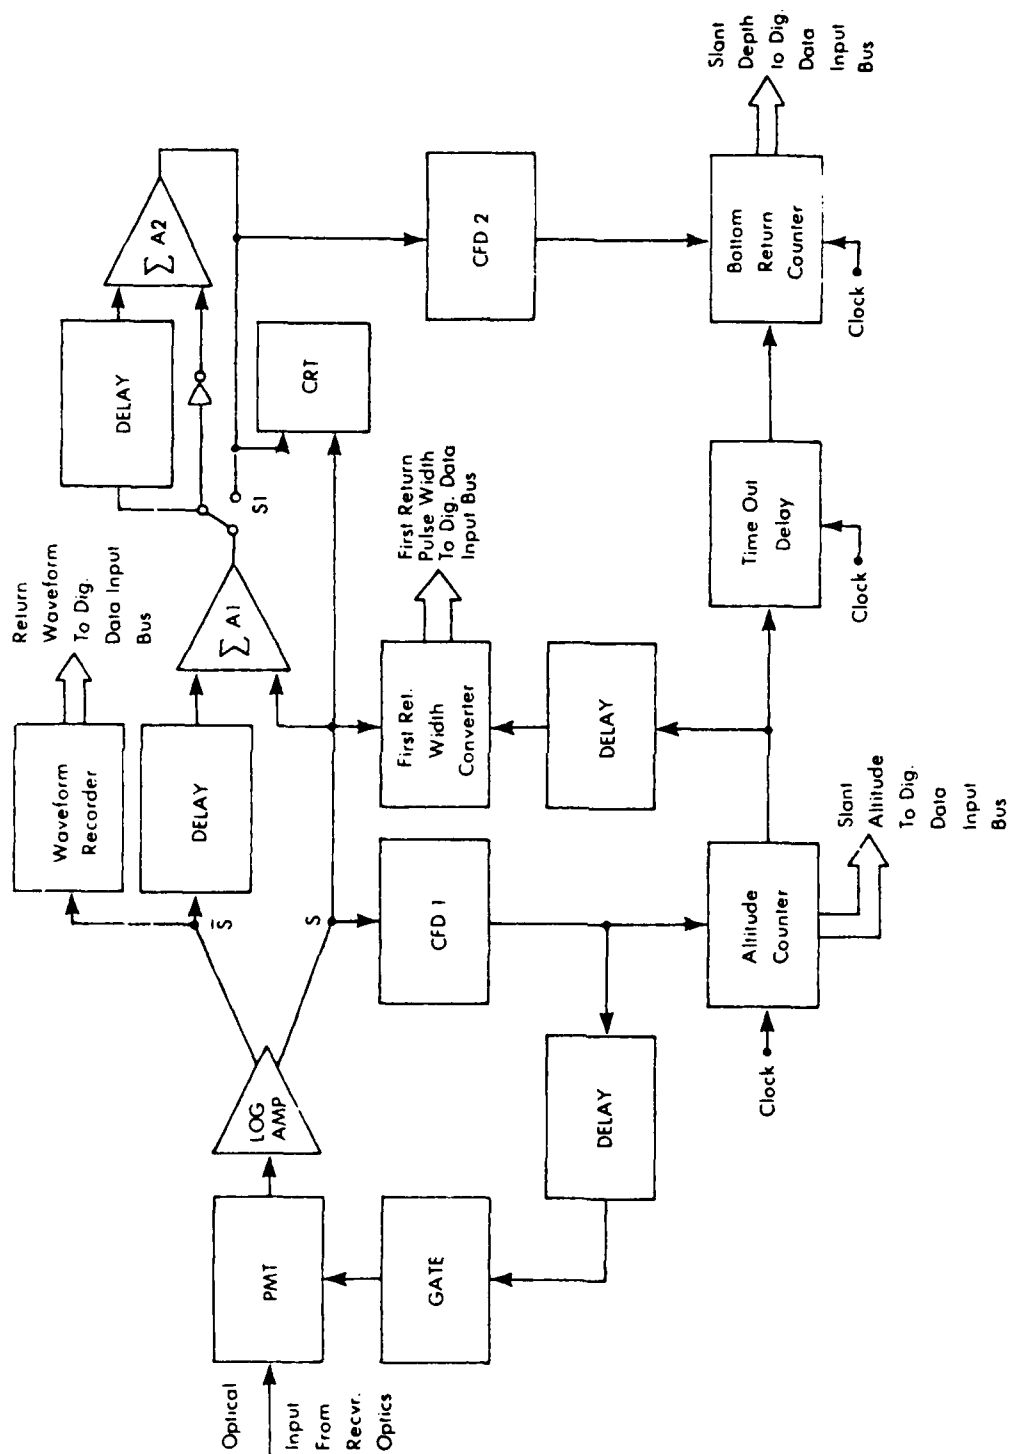 Optical
Input
From
Recvr.
Optics
PMT
GATE
LOG
AMP
DELAY
S̅
S
Waveform
Recorder
Return
Waveform
To Dig.
Data Input
Bus
DELAY
CFD 1
Clock
Altitude
Counter
Slant
Altitude
To Dig.
Data
Input
Bus
∑ A1
First Ret.
Width
Converter
First Return
Pulse Width
To Dig. Data
Input Bus
DELAY
S1
DELAY
∑ A2
CRT
CFD 2
Time Out
Delay
Clock
Bottom
Return
Counter
Clock
Slant
Depth
to Dig.
Data
Input
Bus